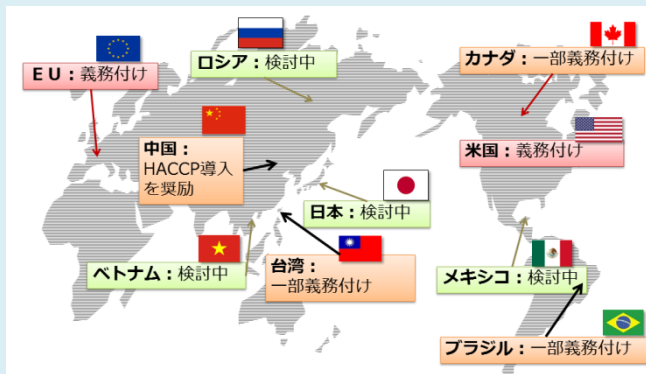 ＥＵ：義務付け
ロシア：検討中
カナダ：一部義務付け
中国：
HACCP導入
を奨励
米国：義務付け
日本：検討中
ベトナム：検討中
台湾：
一部義務付け
メキシコ：検討中
ブラジル：一部義務付け